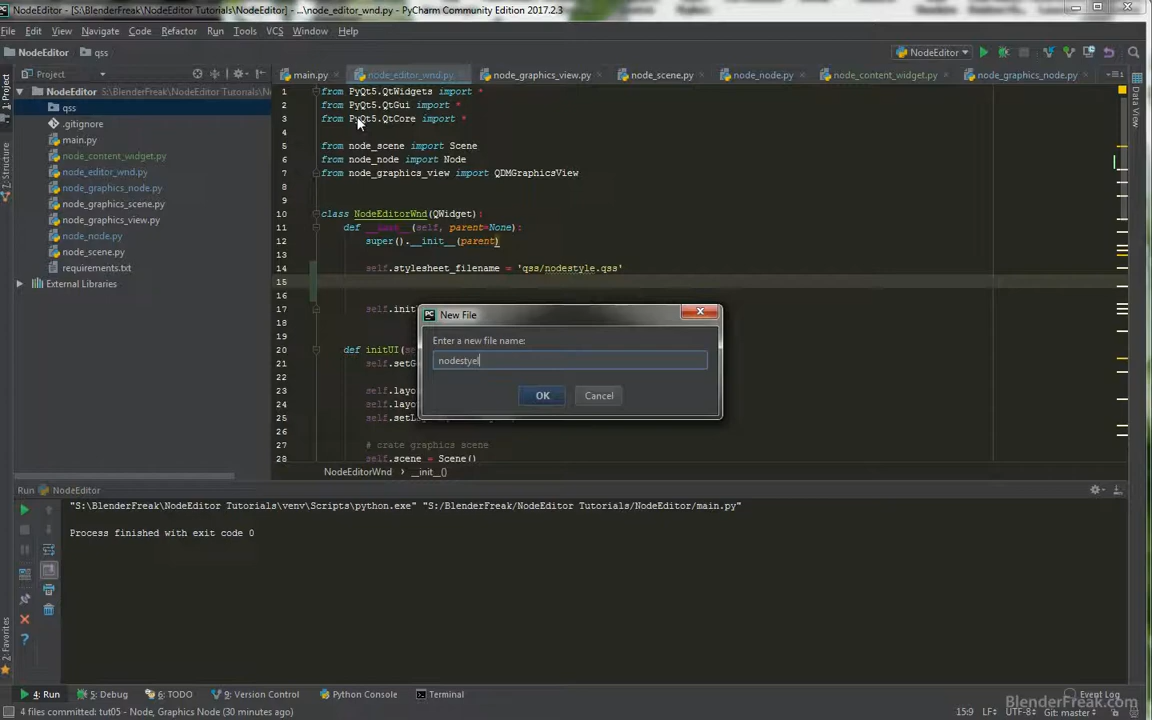 NodeEditor - [S:\BlenderFreak\NodeEditor Tutorials\NodeEditor] - ...\node_editor_wnd.py - PyCharm Community Edition 2017.2.3
File Edit View Navigate Code Refactor Run Tools VCS Window Help
NodeEditor qss NodeEditor
1: Project
Project
main.py node_editor_wnd.py node_graphics_view.py node_scene.py node_node.py node_content_widget.py node_graphics_node.py
NodeEditor S:\BlenderFreak\NodeEditor Tutorials\N
qss
.gitignore
main.py
node_content_widget.py
node_editor_wnd.py
node_graphics_node.py
node_graphics_scene.py
node_graphics_view.py
node_node.py
node_scene.py
requirements.txt
External Libraries
7: Structure
2: Favorites
Data View
1 from PyQt5.QtWidgets import *
2 from PyQt5.QtGui import *
3 from PyQt5.QtCore import *
4
5 from node_scene import Scene
6 from node_node import Node
7 from node_graphics_view import QDMGraphicsView
8
9
10 class NodeEditorWnd(QWidget):
11 def __init__(self, parent=None):
12 super().__init__(parent)
13
14 self.stylesheet_filename = 'qss/nodestyle.qss'
15
16
17 self.init
18
19
20 def initUI(se
21 self.setG
22
23 self.layo
24 self.layo
25 self.setL
26
27 # crate graphics scene
28 self.scene = Scene()
NodeEditorWnd __init__()
New File
Enter a new file name:
nodestyel
OK Cancel
Run NodeEditor
"S:\BlenderFreak\NodeEditor Tutorials\venv\Scripts\python.exe" "S:/BlenderFreak/NodeEditor Tutorials/NodeEditor/main.py"
Process finished with exit code 0
4: Run 5: Debug 6: TODO 9: Version Control Python Console Terminal Event Log
4 files committed: tut05 - Node, Graphics Node (30 minutes ago) 15:9 LF UTF-8 Git: master
BlenderFreak.com